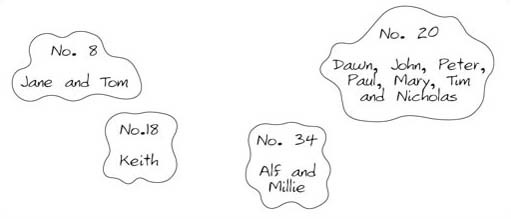 No. 8
Jane and Tom
No.18
Keith
No. 34
Alf and
Millie
No. 20
Dawn, John, Peter,
Paul, Mary, Tim
and Nicholas